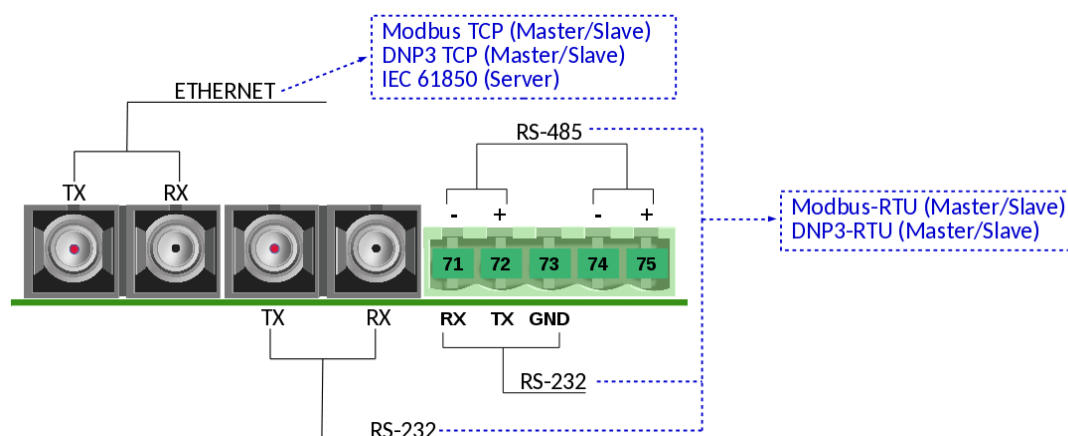 Modbus TCP (Master/Slave)
DNP3 TCP (Master/Slave)
IEC 61850 (Server)
ETHERNET
RS-485
TX RX
- + - +
Modbus-RTU (Master/Slave)
DNP3-RTU (Master/Slave)
71 72 73 74 75
TX RX RX TX GND
RS-232
RS-232